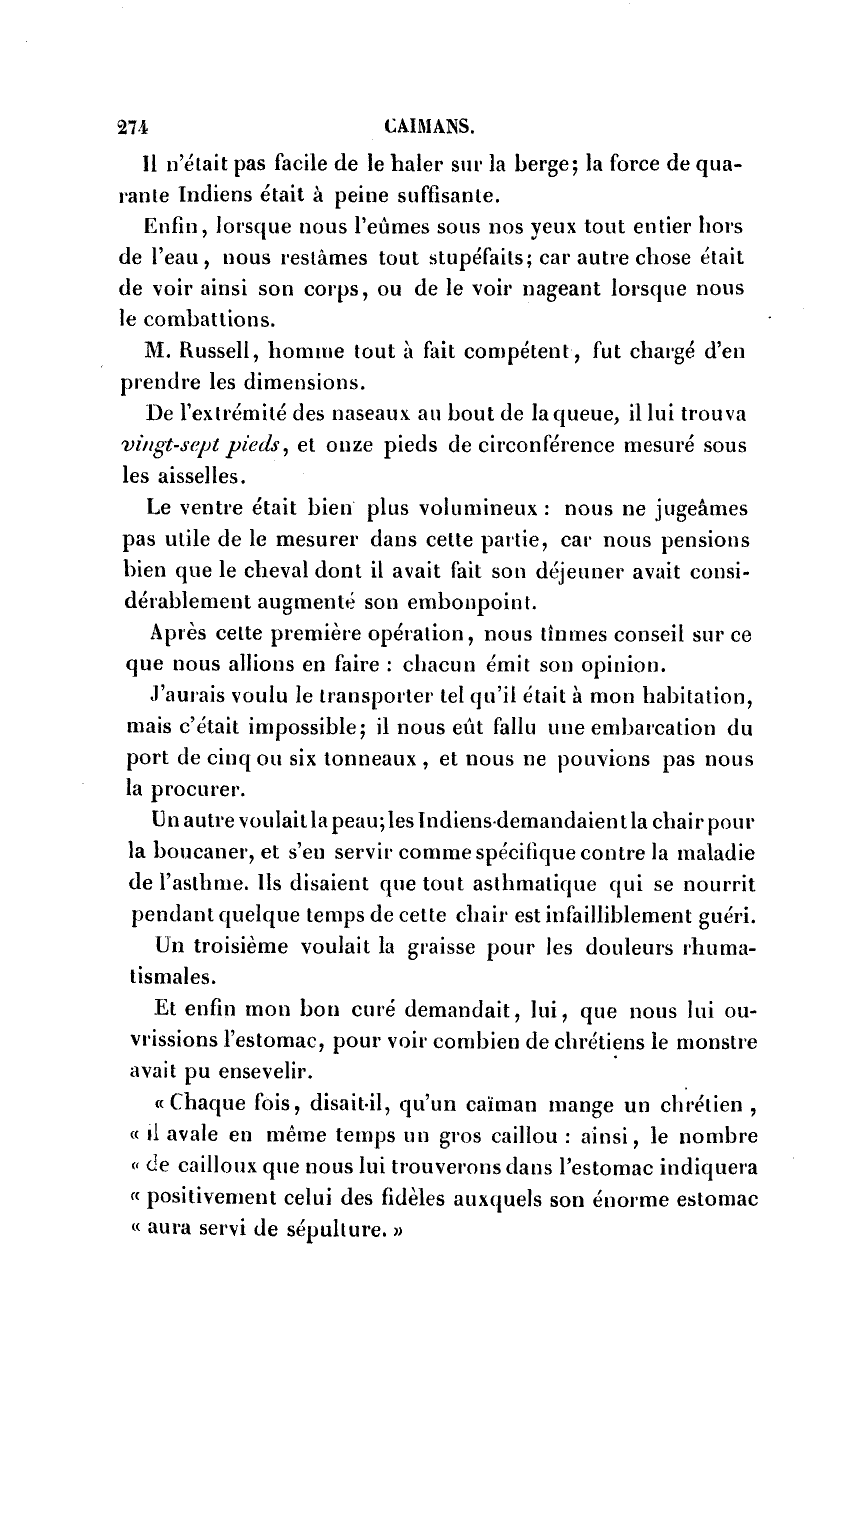 274 CAIMANS.
Il n'était pas facile de le haler sur la berge; la force de qua-
rante Indiens était à peine suffisante.
Enfin, lorsque nous l'eûmes sous nos yeux tout entier hors
de l'eau, nous restâmes tout stupéfaits; car autre chose était
de voir ainsi son corps, ou de le voir nageant lorsque nous
le combattions.
M. Russell, homme tout à fait compétent, fut chargé d'en
prendre les dimensions.
De l'extrémité des naseaux au bout de la queue, il lui trouva
vingt-sept pieds, et onze pieds de circonférence mesuré sous
les aisselles.
Le ventre était bien plus volumineux : nous ne jugeâmes
pas utile de le mesurer dans cette partie, car nous pensions
bien que le cheval dont il avait fait son déjeuner avait consi-
dérablement augmenté son embonpoint.
Après cette première opération, nous tînmes conseil sur ce
que nous allions en faire : chacun émit son opinion.
J'aurais voulu le transporter tel qu'il était à mon habitation,
mais c'était impossible; il nous eût fallu une embarcation du
port de cinq ou six tonneaux, et nous ne pouvions pas nous
la procurer.
Un autre voulait la peau; les Indiens demandaient la chair pour
la boucaner, et s'en servir comme spécifique contre la maladie
de l'asthme. Ils disaient que tout asthmatique qui se nourrit
pendant quelque temps de cette chair est infailliblement guéri.
Un troisième voulait la graisse pour les douleurs rhuma-
tismales.
Et enfin mon bon curé demandait, lui, que nous lui ou-
vrissions l'estomac, pour voir combien de chrétiens le monstre
avait pu ensevelir.
« Chaque fois, disait-il, qu'un caïman mange un chrétien,
« il avale en même temps un gros caillou : ainsi, le nombre
« de cailloux que nous lui trouverons dans l'estomac indiquera
« positivement celui des fidèles auxquels son énorme estomac
« aura servi de sépulture. »